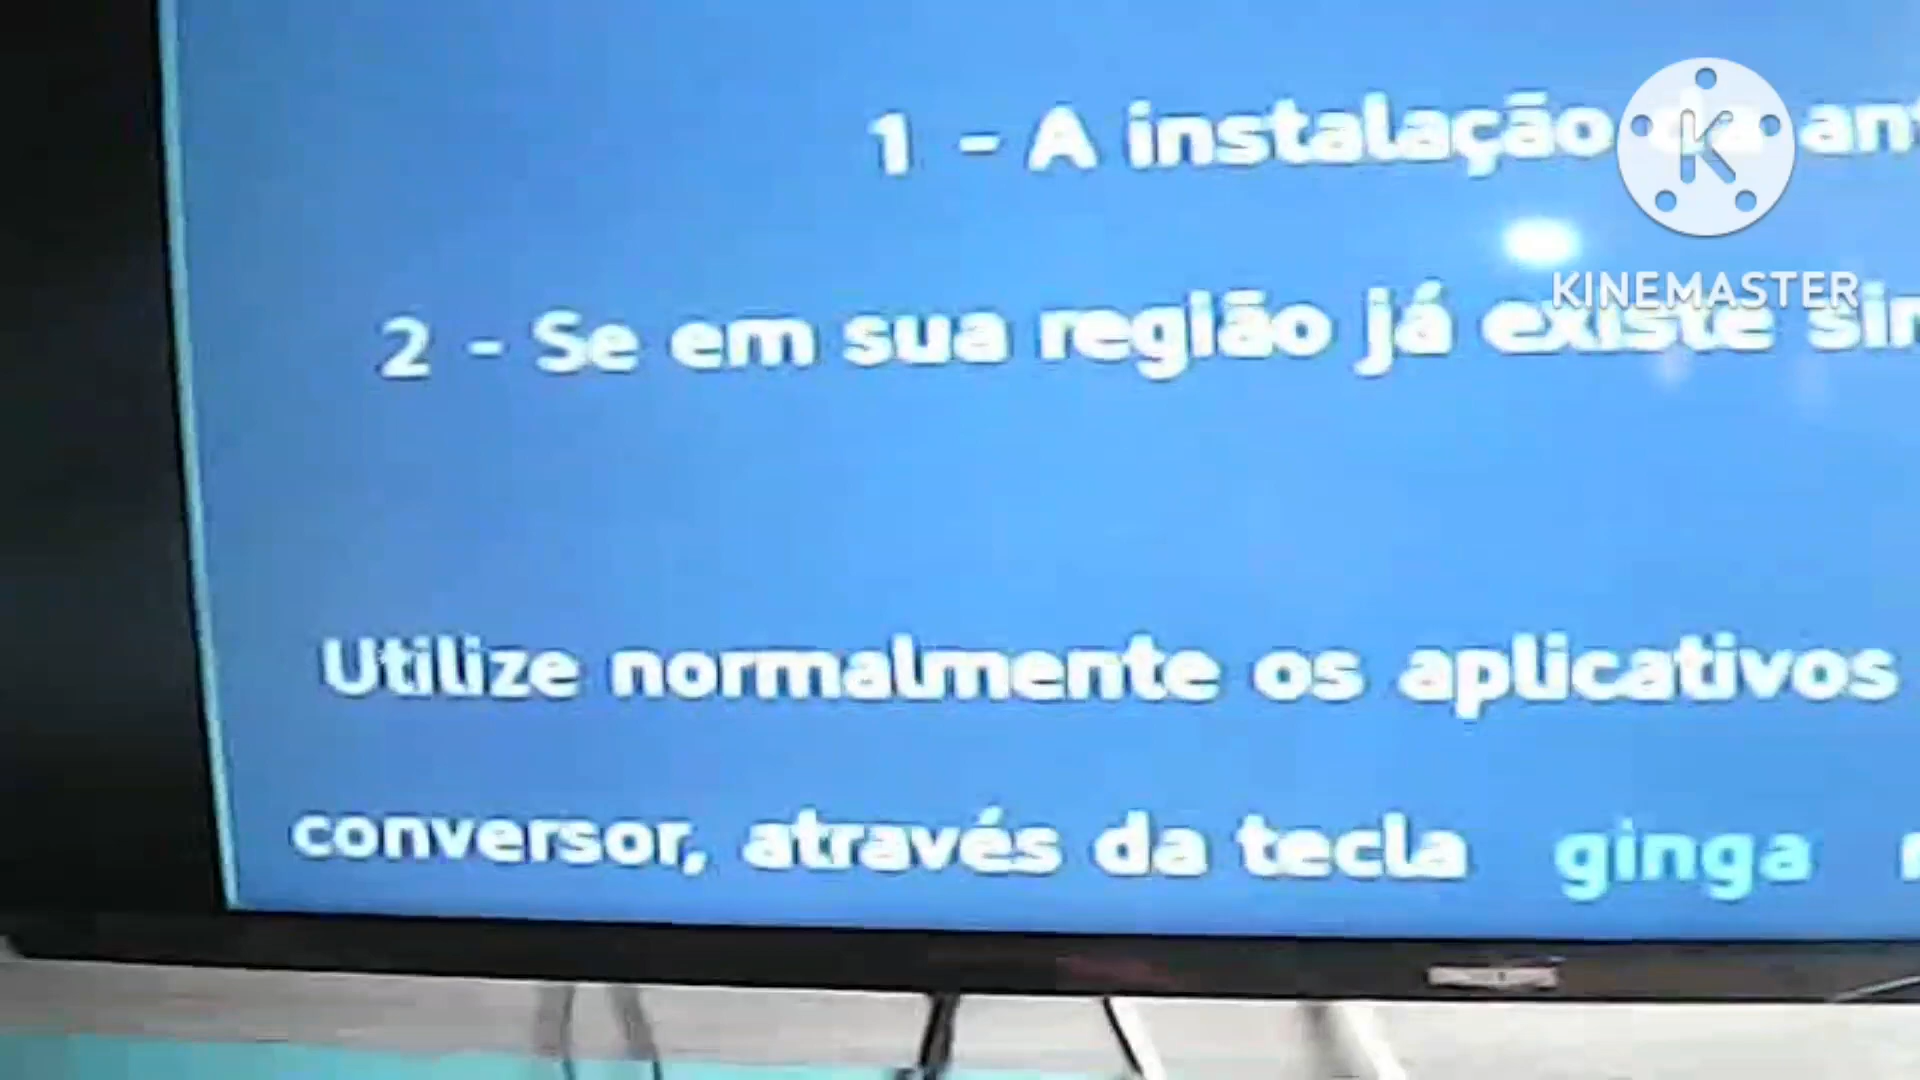 1 - A instalação da
2 - Se em sua região já existe
Utilize normalmente os aplicativos
conversor, através da tecla ginga
K
KINEMASTER